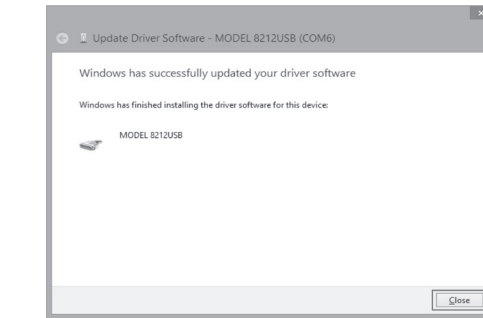 Update Driver Software - MODEL 8212USB (COM6)
Windows has successfully updated your driver software
Windows has finished installing the driver software for this device:
MODEL 8212USB
Close